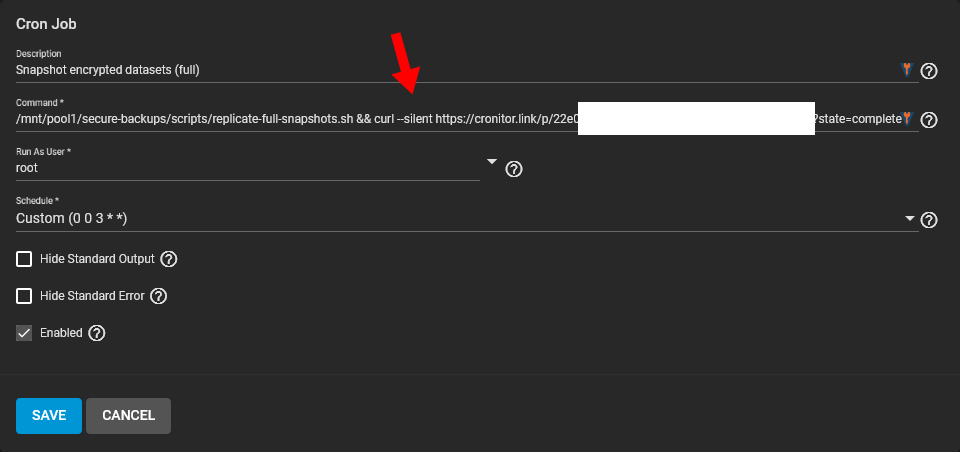 Cron Job
Description
Snapshot encrypted datasets (full)
Command *
/mnt/pool1/secure-backups/scripts/replicate-full-snapshots.sh && curl --silent https://cronitor.link/p/22e0 ?state=complete
Run As User *
root
Schedule *
Custom (0 0 3 * *)
Hide Standard Output
Hide Standard Error
Enabled
SAVE CANCEL